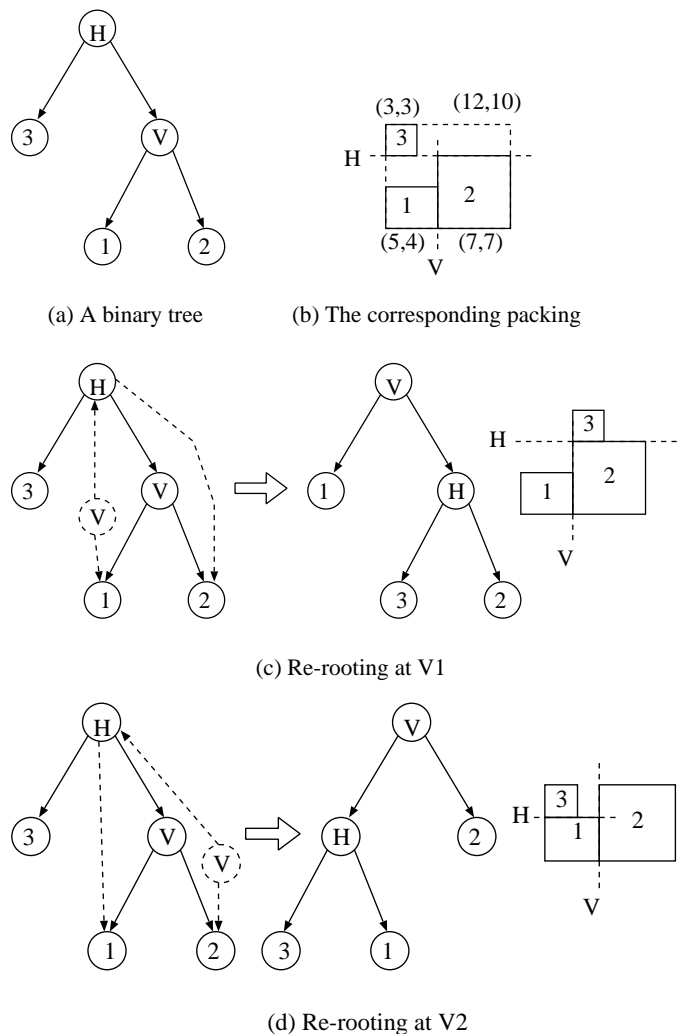 H
3
V
1
2
(3,3)
(12,10)
3
H
1
2
(5,4)
(7,7)
V
(a) A binary tree
(b) The corresponding packing
H
V
3
V
V
1
2
1
H
3
2
3
H
1
2
V
(c) Re-rooting at V1
H
V
3
V
V
1
2
H
2
3
1
3
H
1
2
V
(d) Re-rooting at V2